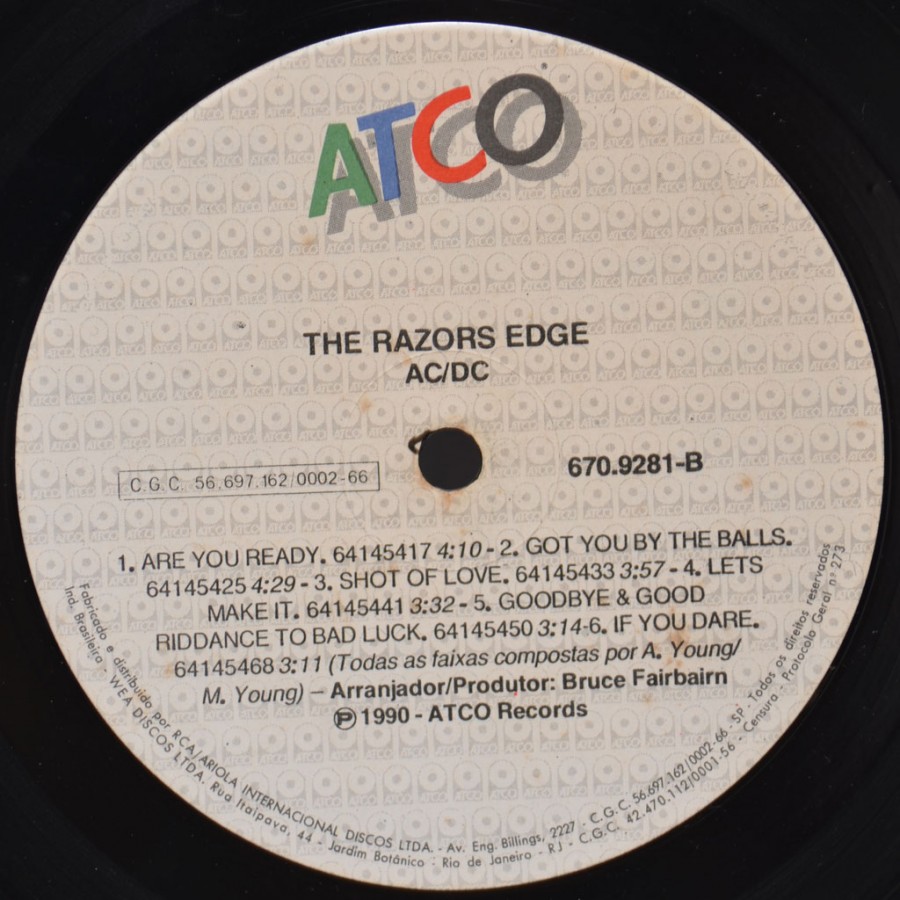 ATCO
THE RAZORS EDGE
AC/DC
670.9281-B
C.G.C. 56.697.162/0002-66
1. ARE YOU READY. 64145417 4:10 - 2. GOT YOU BY THE BALLS.
64145425 4:29 - 3. SHOT OF LOVE. 64145433 3:57 - 4. LETS
MAKE IT. 64145441 3:32 - 5. GOODBYE & GOOD
RIDDANCE TO BAD LUCK. 64145450 3:14-6. IF YOU DARE.
64145468 3:11 (Todas as faixas compostas por A. Young/
M. Young) – Arranjador/Produtor: Bruce Fairbairn
℗ 1990 - ATCO Records
Fabricado e distribuido por RCA/ARIOLA INTERNACIONAL DISCOS LTDA. - Av. Eng. Billings, 2227 - C.G.C. 56.697.162/0002-66 - SP - Todos os direitos reservados
Ind. Brasileira - WEA DISCOS LTDA. Rua Itaipava, 44 - Jardim Botânico - Rio de Janeiro - RJ - C.G.C. 42.470.112/0001-56 - Censura - Protocolo Geral nº 273